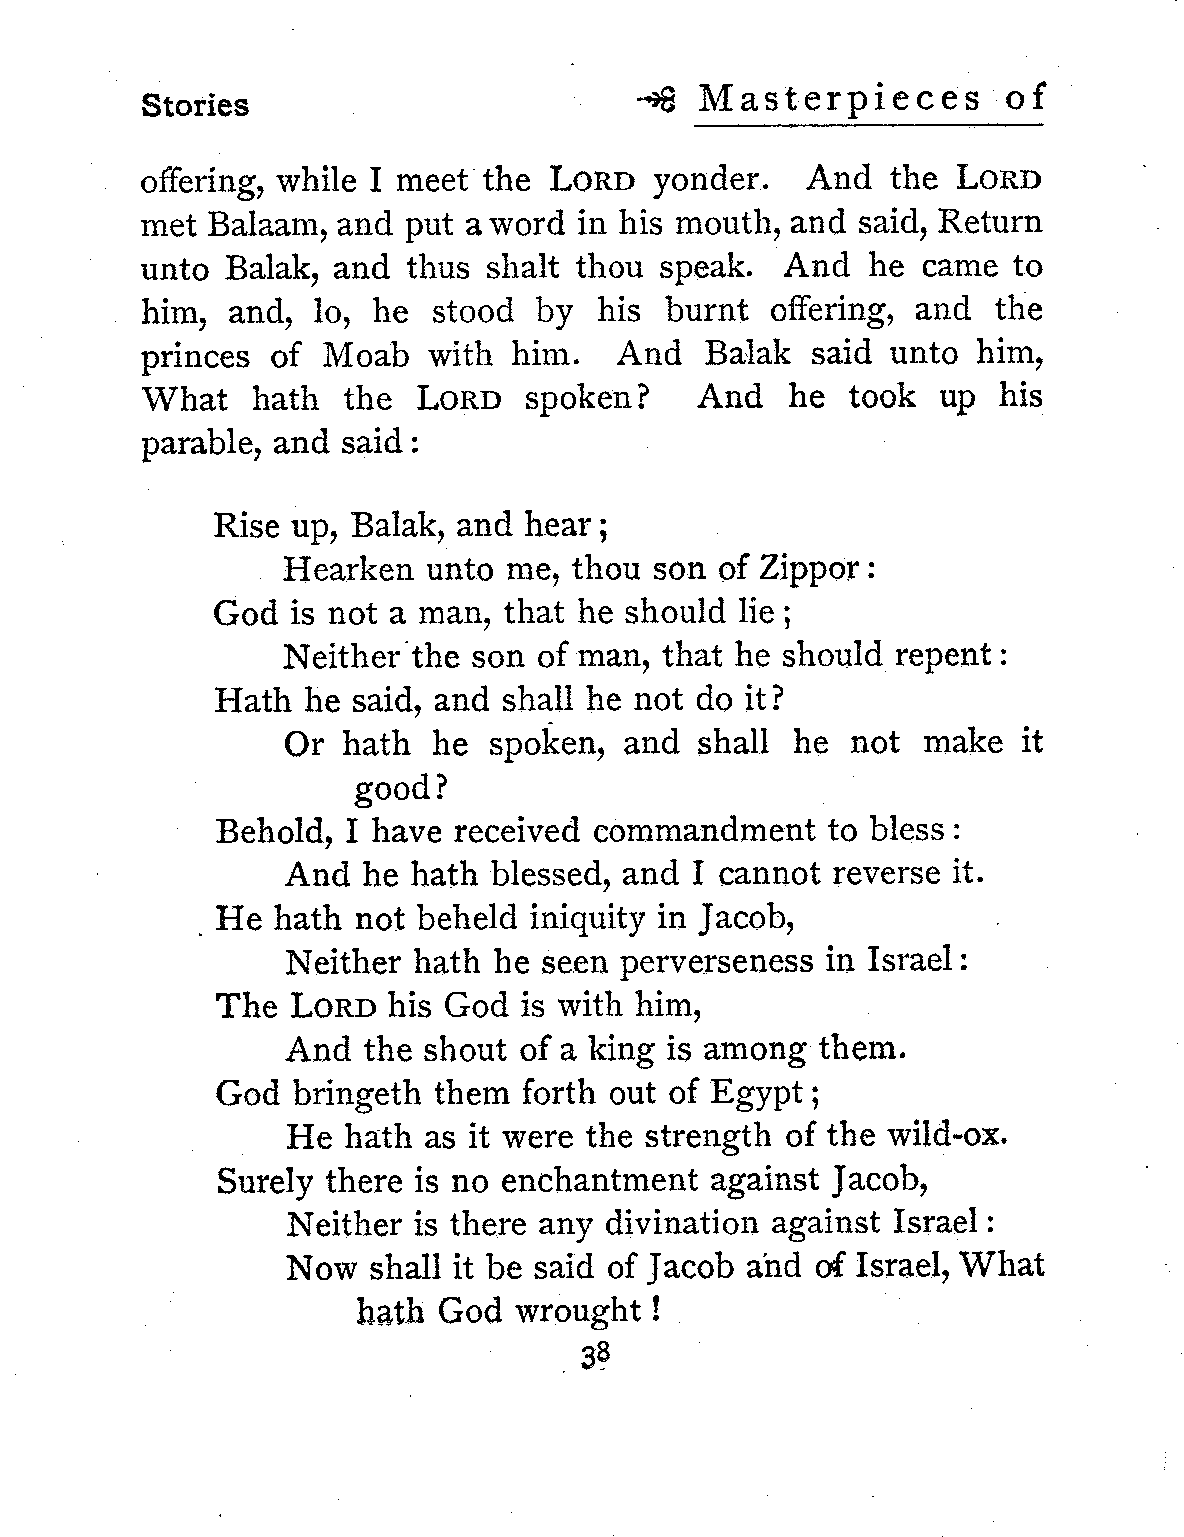 Stories Masterpieces of
offering, while I meet the LORD yonder. And the LORD
met Balaam, and put a word in his mouth, and said, Return
unto Balak, and thus shalt thou speak. And he came to
him, and, lo, he stood by his burnt offering, and the
princes of Moab with him. And Balak said unto him,
What hath the LORD spoken? And he took up his
parable, and said:
Rise up, Balak, and hear;
Hearken unto me, thou son of Zippor:
God is not a man, that he should lie;
Neither the son of man, that he should repent:
Hath he said, and shall he not do it?
Or hath he spoken, and shall he not make it
good?
Behold, I have received commandment to bless:
And he hath blessed, and I cannot reverse it.
He hath not beheld iniquity in Jacob,
Neither hath he seen perverseness in Israel:
The LORD his God is with him,
And the shout of a king is among them.
God bringeth them forth out of Egypt;
He hath as it were the strength of the wild-ox.
Surely there is no enchantment against Jacob,
Neither is there any divination against Israel:
Now shall it be said of Jacob and of Israel, What
hath God wrought!
38